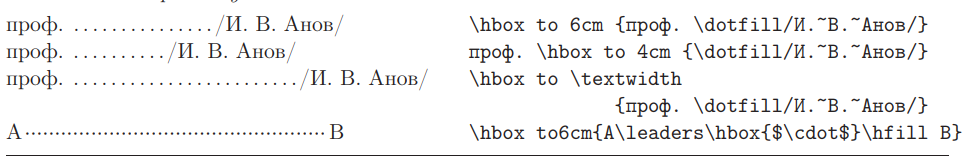 проф. ................/И. В. Анов/ \hbox to 6cm {проф. \dotfill/И.~В.~Анов/}
проф. ..........​/И. В. Анов/ проф. \hbox to 4cm {\dotfill/И.~В.~Анов/}
проф. ........................./И. В. Анов/ \hbox to \textwidth
{проф. \dotfill/И.~В.~Анов/}
А·····················································В \hbox to6cm{А\leaders\hbox{$\cdot$}\hfill В}